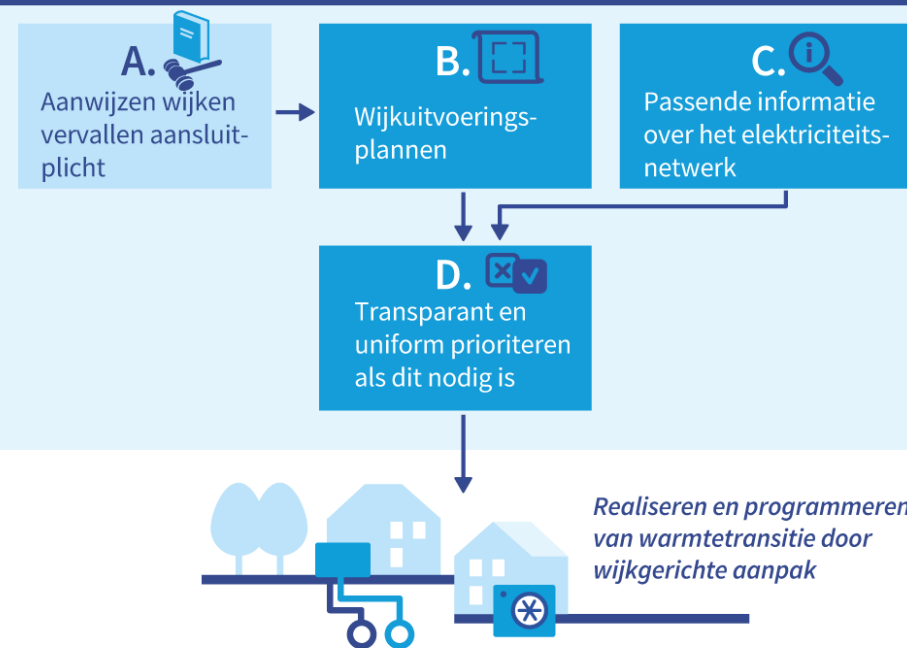 A.
Aanwijzen wijken
vervallen aansluit-
plicht
B.
Wijkuitvoerings-
plannen
C.
Passende informatie
over het elektriciteits-
netwerk
D.
Transparant en
uniform prioriteren
als dit nodig is
Realiseren en programmeren
van warmtetransitie door
wijkgerichte aanpak